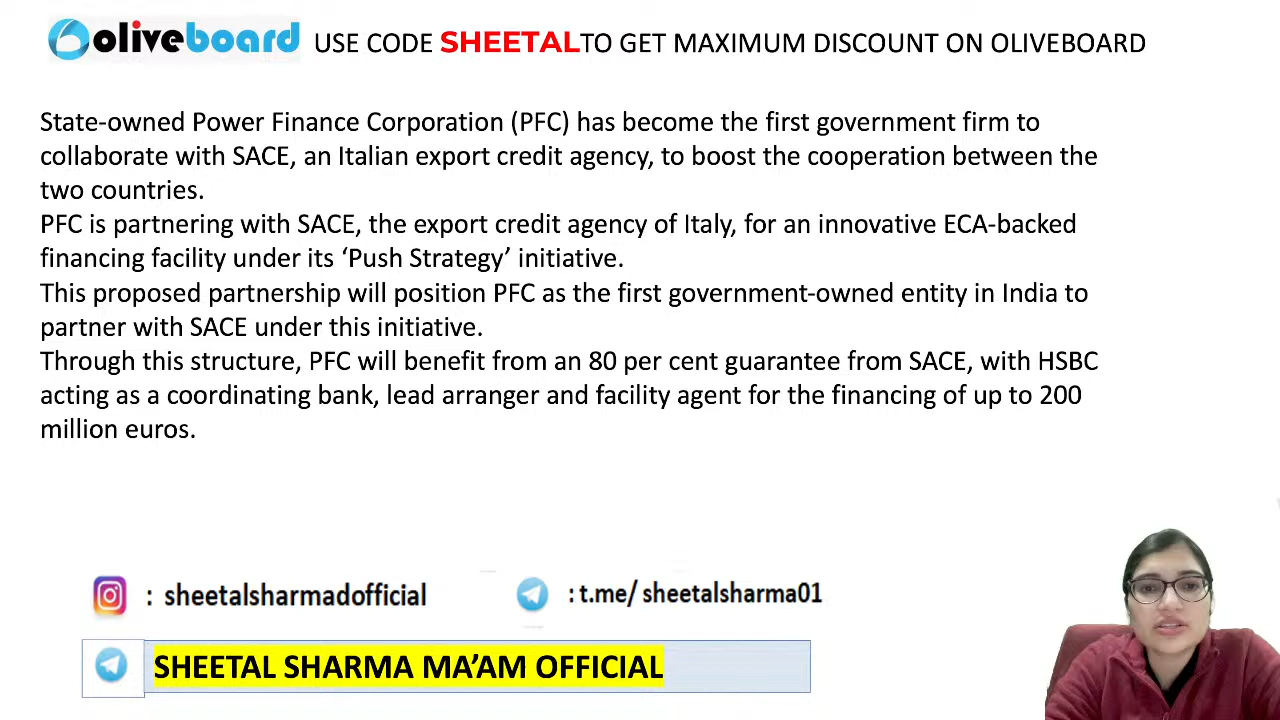 oliveboard USE CODE SHEETAL TO GET MAXIMUM DISCOUNT ON OLIVEBOARD
State-owned Power Finance Corporation (PFC) has become the first government firm to
collaborate with SACE, an Italian export credit agency, to boost the cooperation between the
two countries.
PFC is partnering with SACE, the export credit agency of Italy, for an innovative ECA-backed
financing facility under its ‘Push Strategy’ initiative.
This proposed partnership will position PFC as the first government-owned entity in India to
partner with SACE under this initiative.
Through this structure, PFC will benefit from an 80 per cent guarantee from SACE, with HSBC
acting as a coordinating bank, lead arranger and facility agent for the financing of up to 200
million euros.
: sheetalsharmadofficial : t.me/ sheetalsharma01
SHEETAL SHARMA MA’AM OFFICIAL